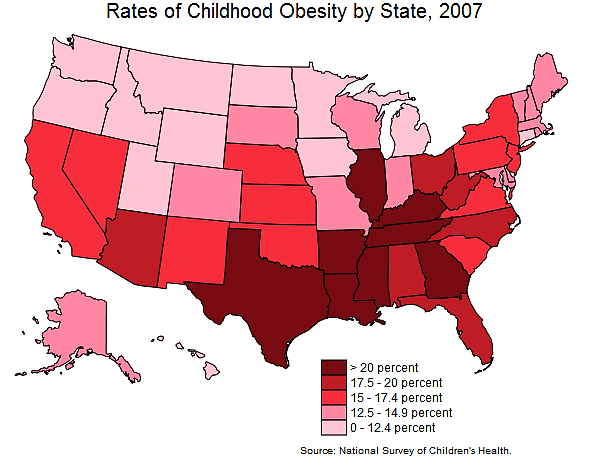 Rates of Childhood Obesity by State, 2007
> 20 percent
17.5 - 20 percent
15 - 17.4 percent
12.5 - 14.9 percent
0 - 12.4 percent
Source: National Survey of Children's Health.